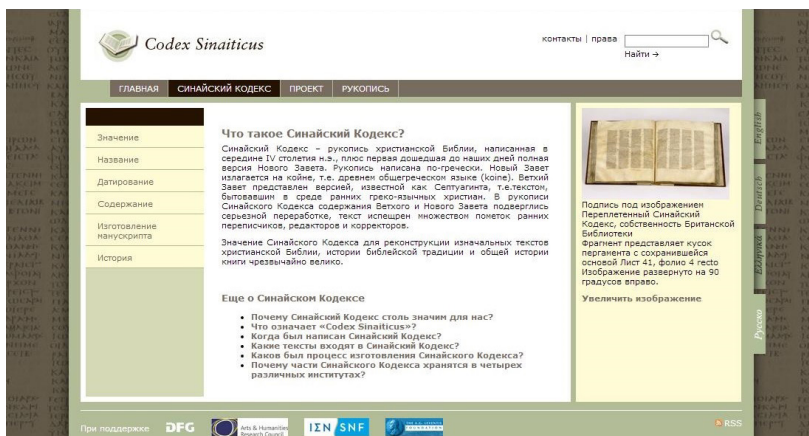 Codex Sinaiticus
контакты | права
Найти →
ГЛАВНАЯ СИНАЙСКИЙ КОДЕКС ПРОЕКТ РУКОПИСЬ
Значение
Название
Датирование
Содержание
Изготовление
манускрипта
История
Что такое Синайский Кодекс?
Синайский Кодекс – рукопись христианской Библии, написанная в
середине IV столетия н.э., плюс первая дошедшая до наших дней полная
версия Нового Завета. Рукопись написана по-гречески. Новый Завет
излагается на койне, т.е. древнем общегреческом языке (koine). Ветхий
Завет представлен версией, известной как Септуагинта, т.е.текстом,
бытовавшим в среде ранних греко-язычных христиан. В рукописи
Синайского Кодекса содержания Ветхого и Нового Завета подверглись
серьезной переработке, текст испещрен множеством пометок ранних
переписчиков, редакторов и корректоров.
Значение Синайского Кодекса для реконструкции изначальных текстов
христианской Библии, истории библейской традиции и общей истории
книги чрезвычайно велико.
Еще о Синайском Кодексе
Почему Синайский Кодекс столь значим для нас?
Что означает «Codex Sinaiticus»?
Когда был написан Синайский Кодекс?
Какие тексты входят в Синайский Кодекс?
Каков был процесс изготовления Синайского Кодекса?
Почему части Синайского Кодекса хранятся в четырех
различных институтах?
Подпись под изображением
Переплетенный Синайский
Кодекс, собственность Британской
Библиотеки
Фрагмент представляет кусок
пергамента с сохранившейся
основой Лист 41, фолио 4 recto
Изображение развернуто на 90
градусов вправо.
Увеличить изображение
English
Deutsch
Ελληνικά
Русско
При поддержке DFG Arts & Humanities
Research Council ΙΣΝ/SNF
FOUNDATION
RSS